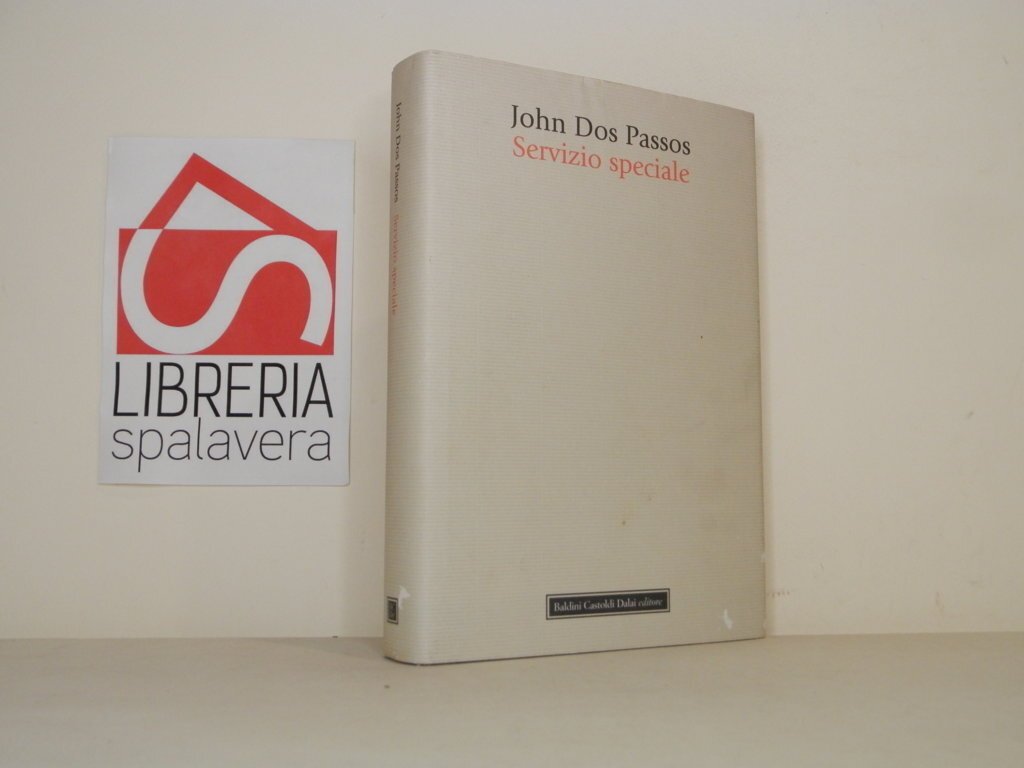 LIBRERIA
spalavera
John Dos Passos Servizio speciale
John Dos Passos
Servizio speciale
Baldini Castoldi Dalai editore